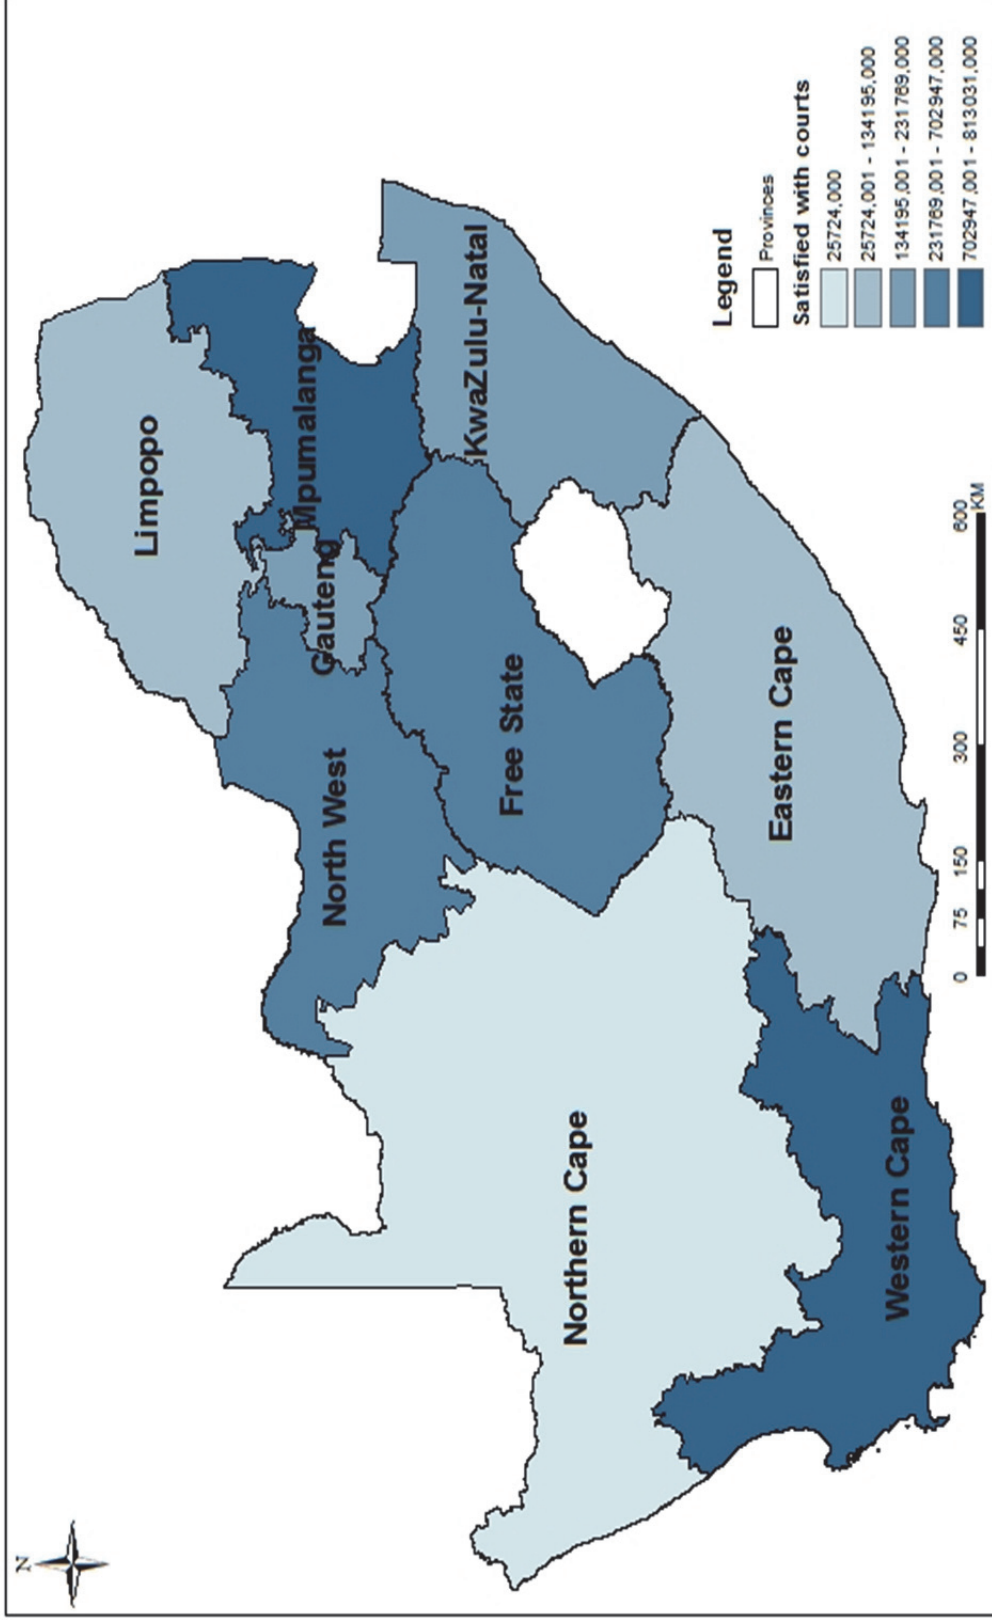 N
Limpopo
Mpumalanga
Gauteng
North West
KwaZulu-Natal
Free State
Northern Cape
Eastern Cape
Western Cape
Legend
Provinces
Satisfied with courts
25724,000
25724,001 - 134195,000
134195,001 - 231769,000
231769,001 - 702947,000
702947,001 - 813031,000
0 75 150 300 450 600
KM